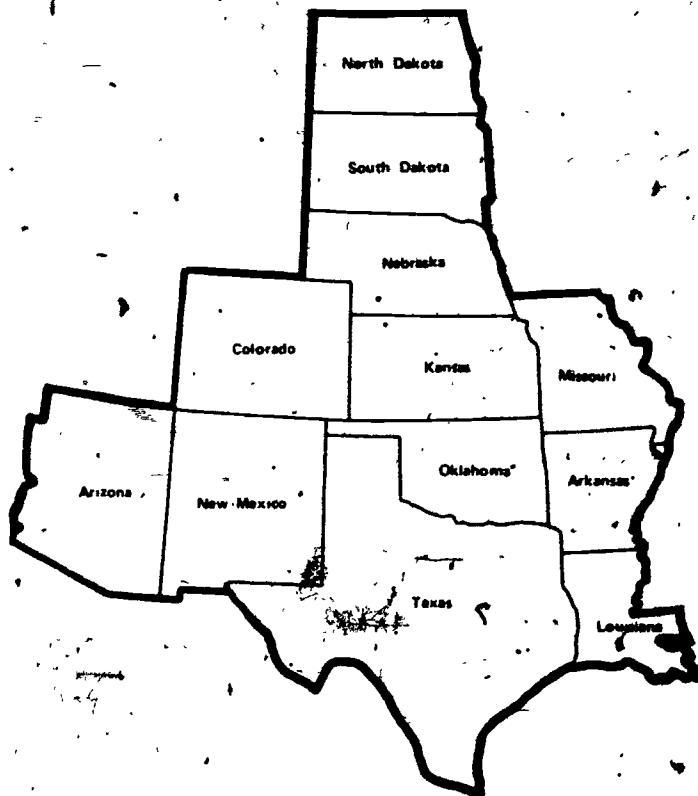 North Dakota
South Dakota
Nebraska
Colorado
Kansas
Missouri
Arizona
New Mexico
Oklahoma
Arkansas
Texas
Louisiana